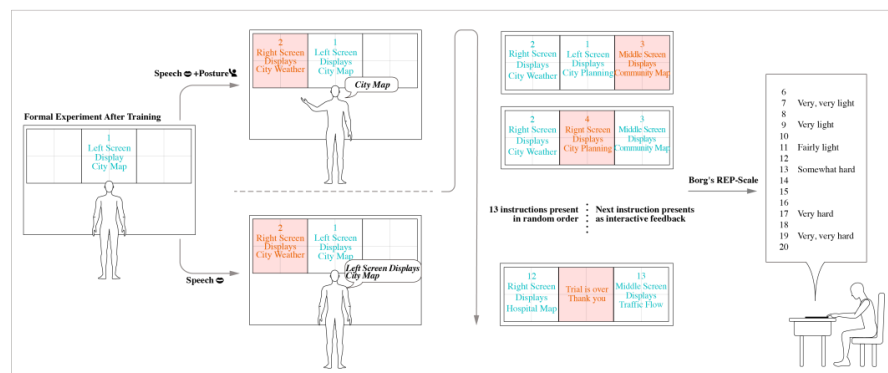 Formal Experiment After Training
1
Left Screen
Display
City Map
Speech +Posture
Speech
2
Right Screen
Displays
City Weather
1
Left Screen
Displays
City Map
City Map
2
Right Screen
Displays
City Weather
1
Left Screen
Displays
City Map
Left Screen Displays
City Map
2
Right Screen
Displays
City Weather
1
Left Screen
Displays
City Planning
3
Middle Screen
Displays
Community Map
2
Right Screen
Displays
City Weather
4
Right Screen
Displays
City Planning
3
Middle Screen
Displays
Community Map
13 instructions present
in random order
Next instruction presents
as interactive feedback
12
Right Screen
Displays
Hospital Map
Trial is over
Thank you
13
Middle Screen
Displays
Traffic Flow
Borg's REP-Scale
6
7 Very, very light
8
9 Very light
10
11 Fairly light
12
13 Somewhat hard
14
15
16
17 Very hard
18
19 Very, very hard
20